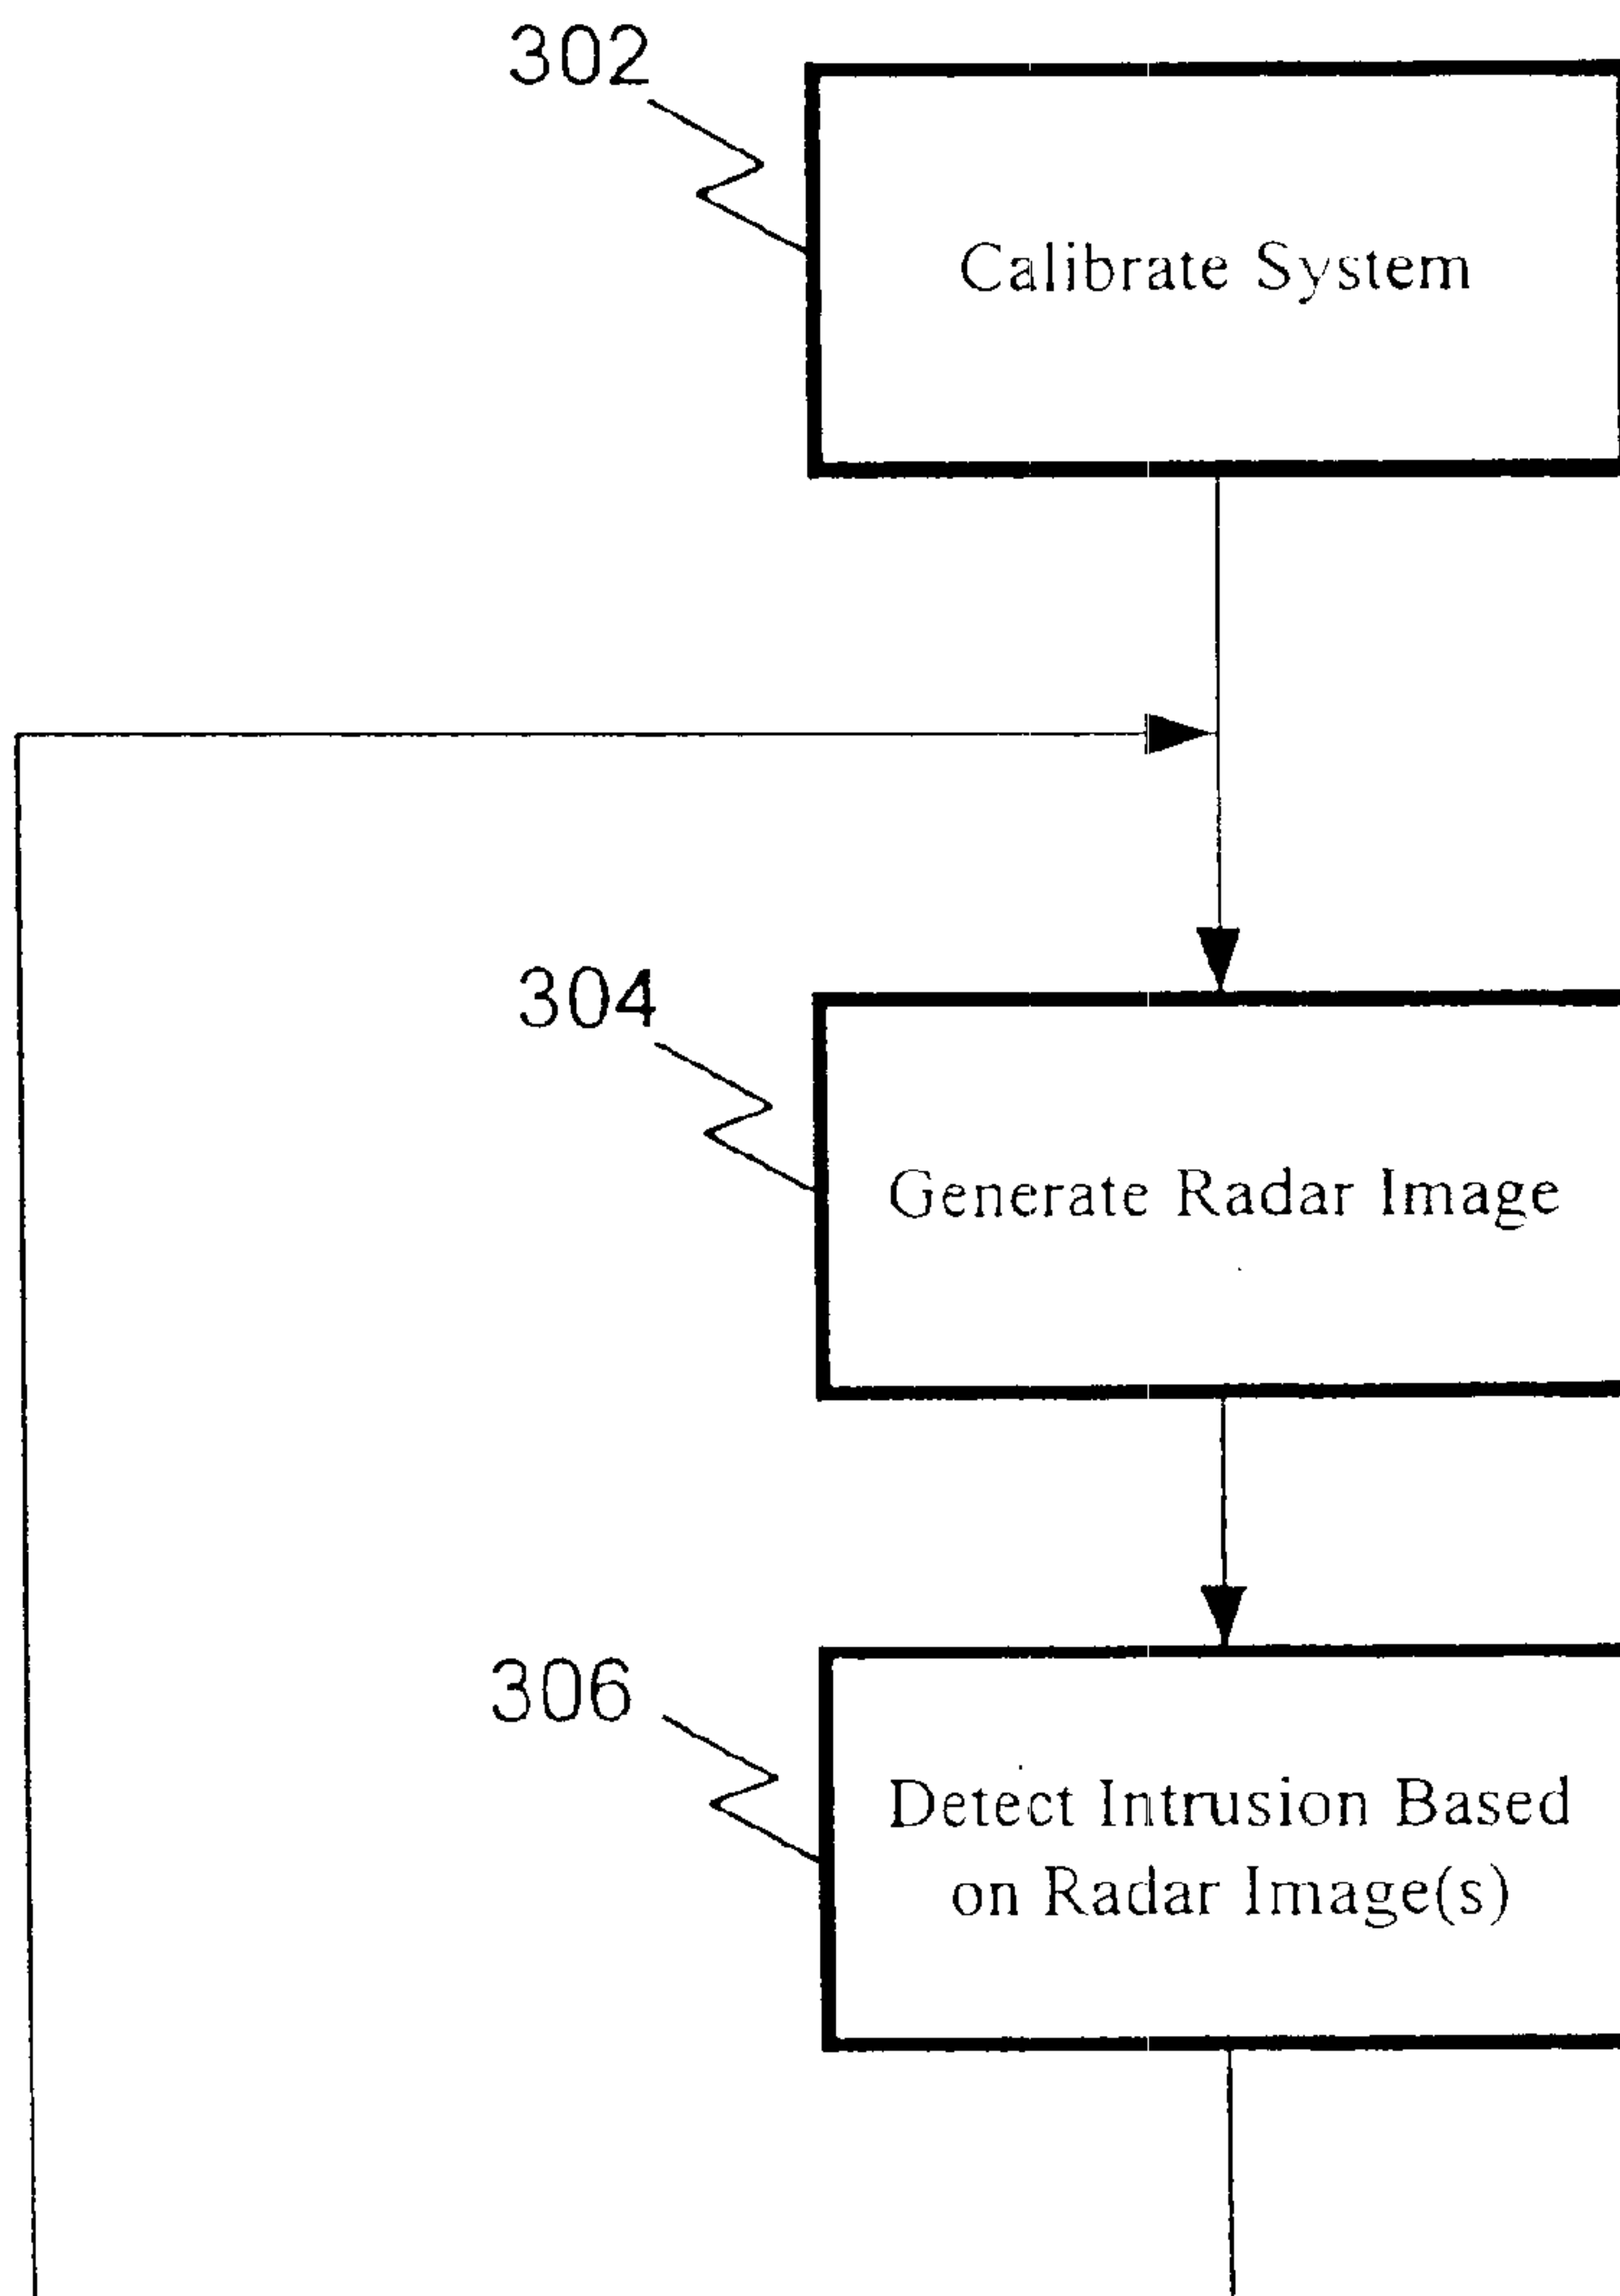 302
Calibrate System
304
Generate Radar Image
306
Detect Intrusion Based
on Radar Image(s)